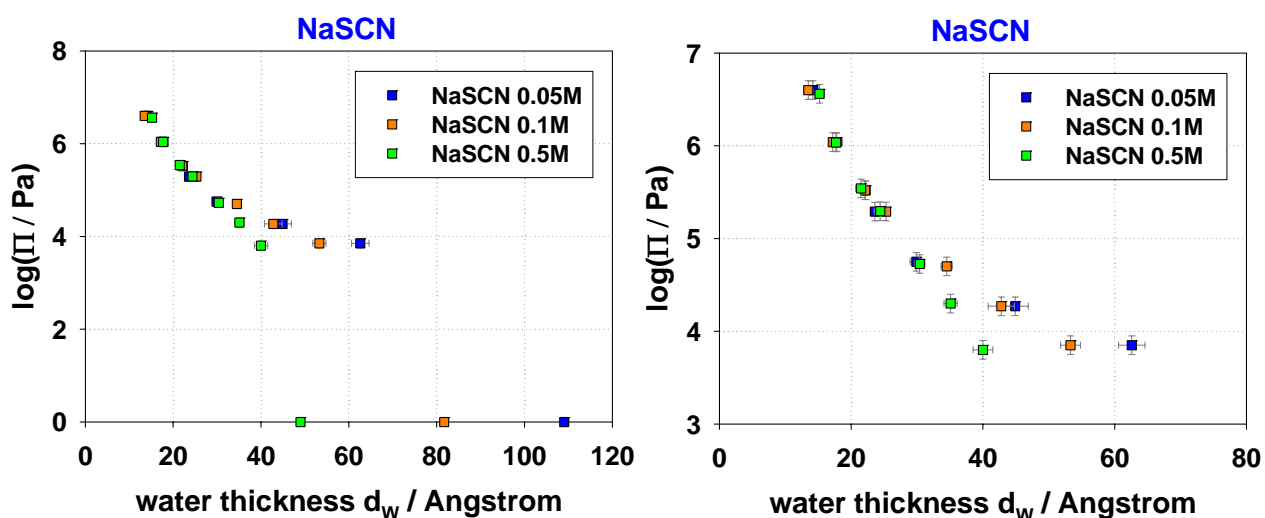 NaSCN
8
6
4
2
0
log(Π / Pa)
NaSCN 0.05M
NaSCN 0.1M
NaSCN 0.5M
0 20 40 60 80 100 120
water thickness d_w / Angstrom
NaSCN
7
6
5
4
3
log(Π / Pa)
NaSCN 0.05M
NaSCN 0.1M
NaSCN 0.5M
0 20 40 60 80
water thickness d_w / Angstrom